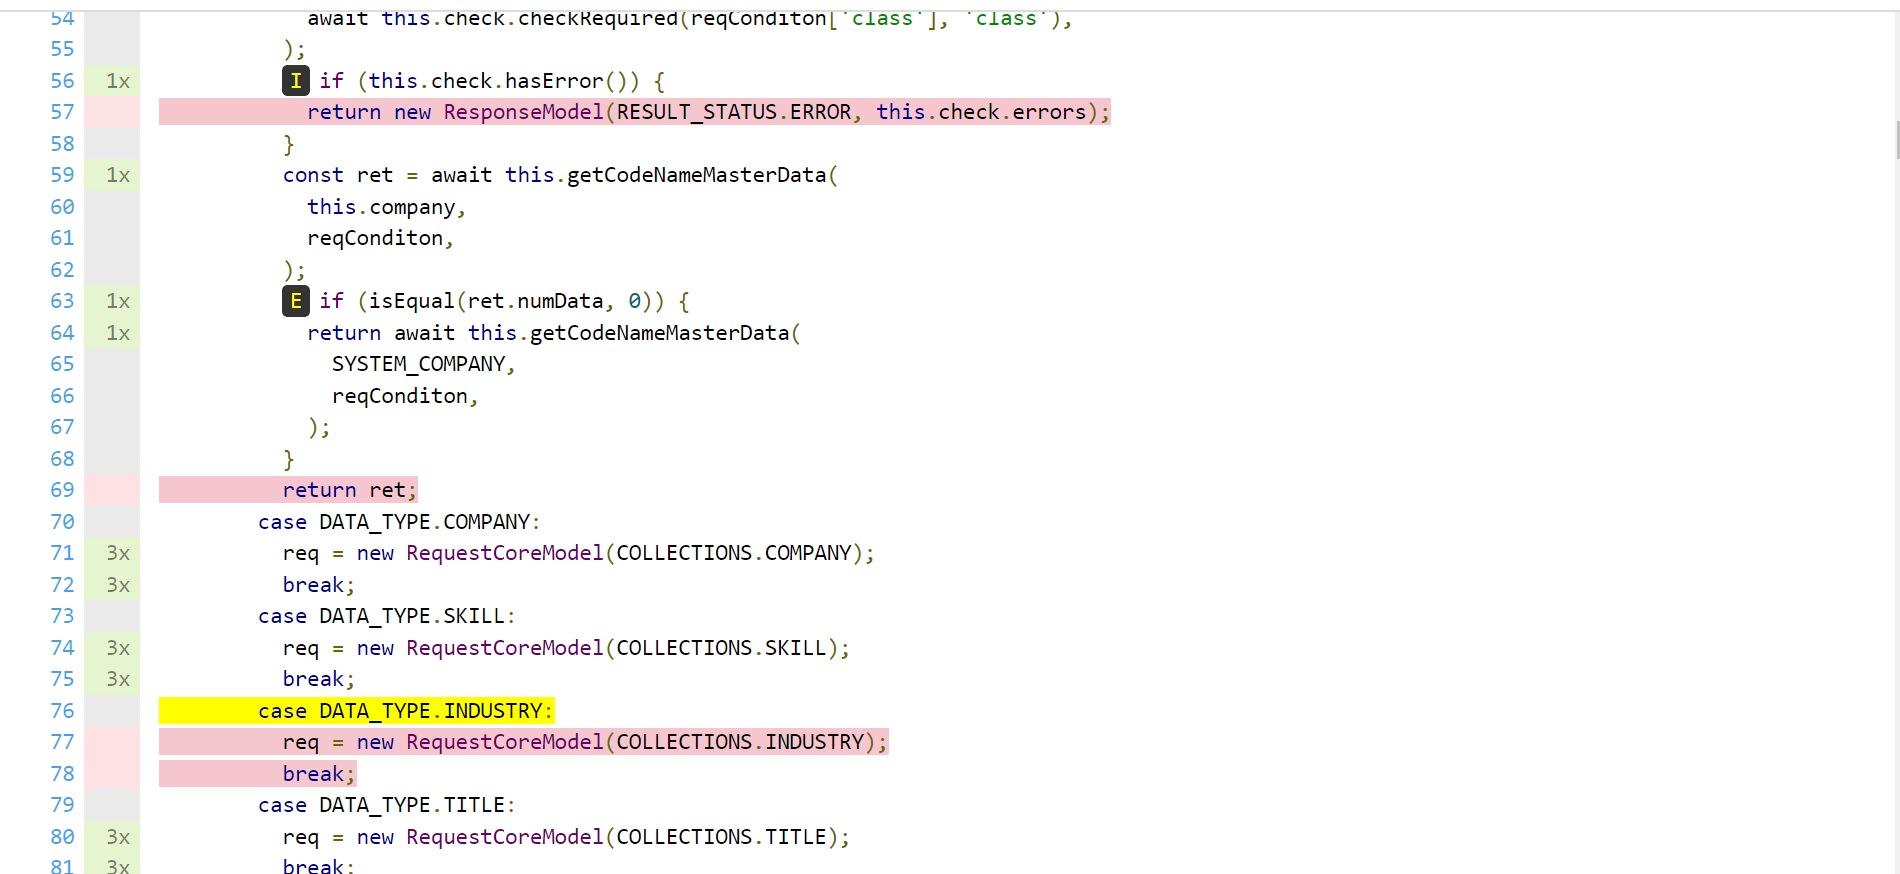 54 await this.check.checkRequired(reqConditon['class'], 'class'),
55 );
56 1x I if (this.check.hasError()) {
57 return new ResponseModel(RESULT_STATUS.ERROR, this.check.errors);
58 }
59 1x const ret = await this.getCodeNameMasterData(
60 this.company,
61 reqConditon,
62 );
63 1x E if (isEqual(ret.numData, 0)) {
64 1x return await this.getCodeNameMasterData(
65 SYSTEM_COMPANY,
66 reqConditon,
67 );
68 }
69 return ret;
70 case DATA_TYPE.COMPANY:
71 3x req = new RequestCoreModel(COLLECTIONS.COMPANY);
72 3x break;
73 case DATA_TYPE.SKILL:
74 3x req = new RequestCoreModel(COLLECTIONS.SKILL);
75 3x break;
76 case DATA_TYPE.INDUSTRY:
77 req = new RequestCoreModel(COLLECTIONS.INDUSTRY);
78 break;
79 case DATA_TYPE.TITLE:
80 3x req = new RequestCoreModel(COLLECTIONS.TITLE);
81 3x break;